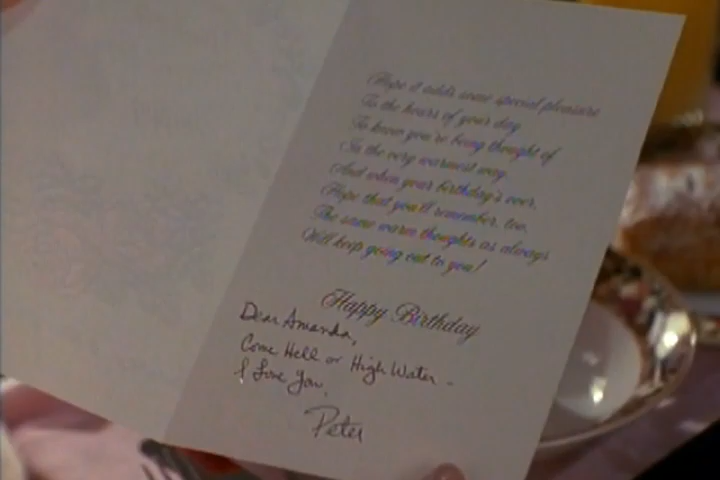 Hope it adds some special pleasure
To the hours of your day
To know you're being thought of
In the very warmest way.
And when your birthday's over,
Hope that you'll remember, too,
The same warm thoughts as always
Will keep going out to you!
Happy Birthday
Dear Amanda,
Come Hell or High Water -
I Love You,
Peter